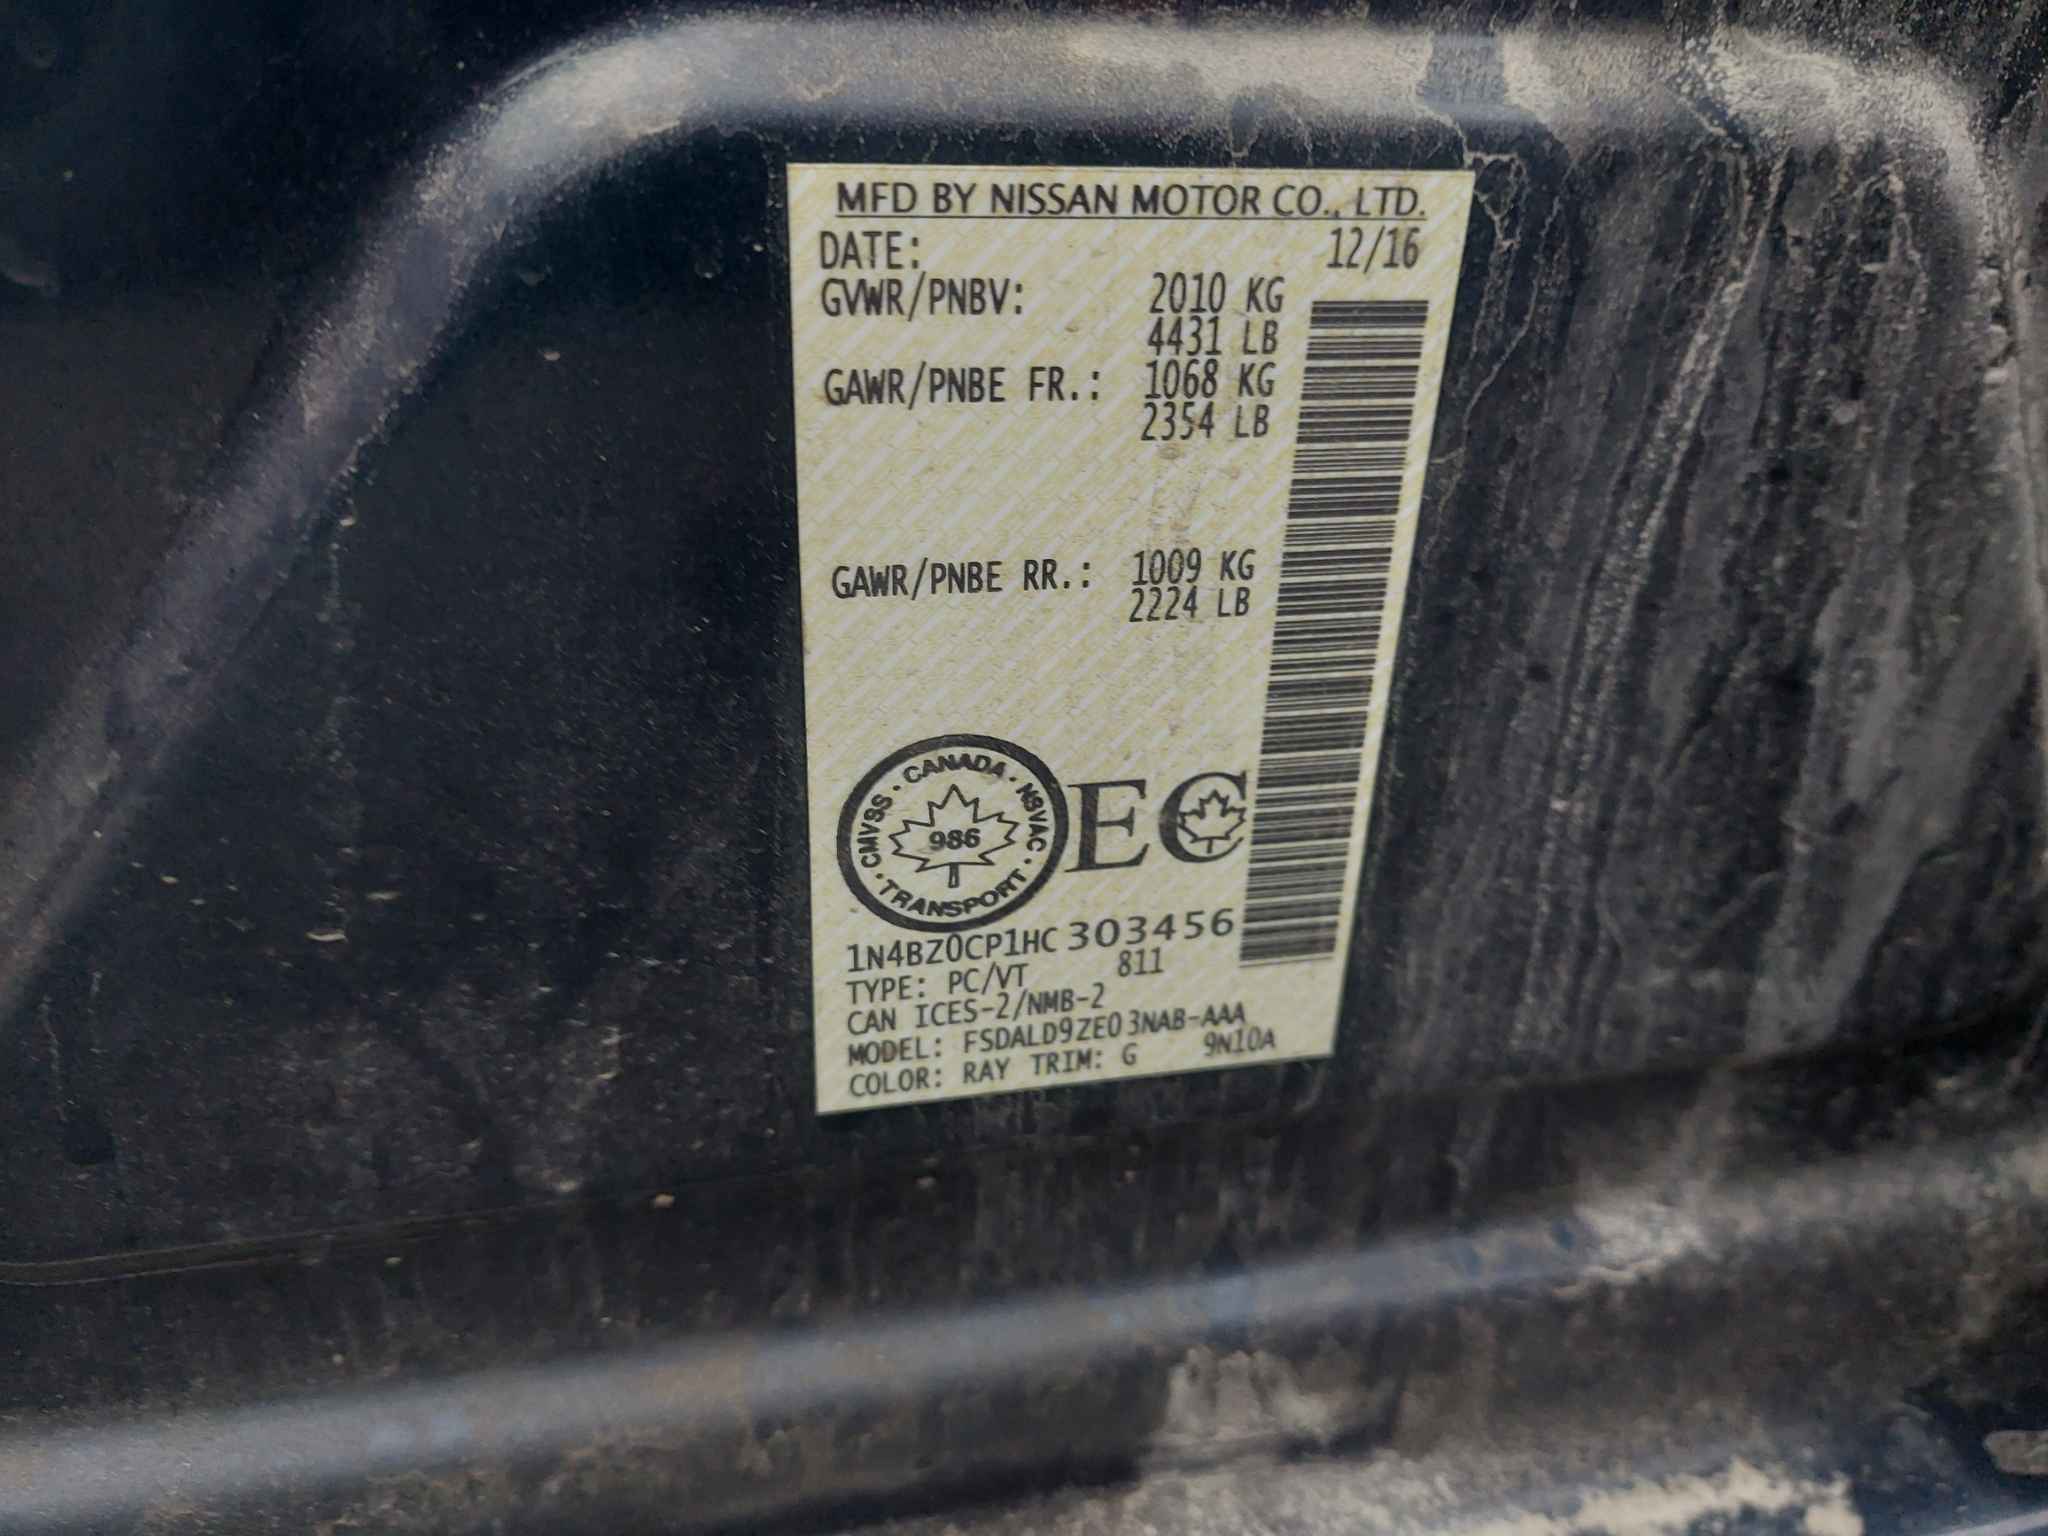 MFD BY NISSAN MOTOR CO., LTD.
DATE: 12/16
GVWR/PNBV: 2010 KG
4431 LB
GAWR/PNBE FR.: 1068 KG
2354 LB
GAWR/PNBE RR.: 1009 KG
2224 LB
· CANADA · NSVAC · TRANSPORT · CMVSS
986
EC
1N4BZ0CP1HC303456
TYPE: PC/VT 811
CAN ICES-2/NMB-2
MODEL: FSDALD9ZE03NAB-AAA
COLOR: RAY TRIM: G 9N10A